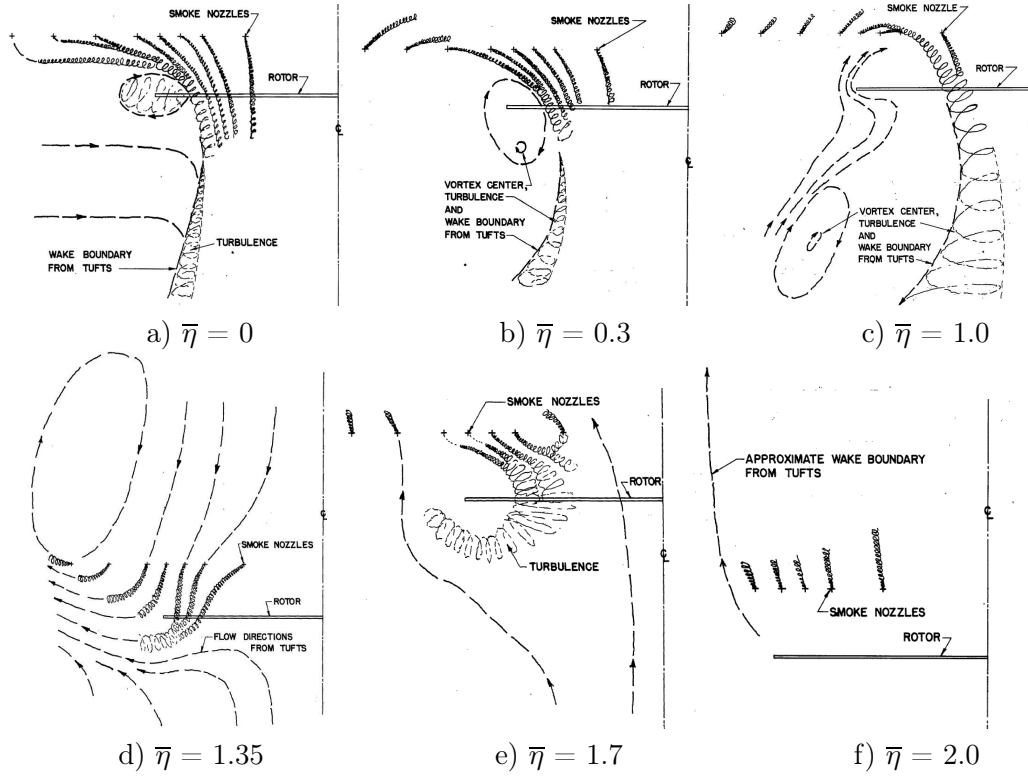 SMOKE NOZZLES
ROTOR
℄
TURBULENCE
WAKE BOUNDARY
FROM TUFTS
a) η̅ = 0
SMOKE NOZZLES
ROTOR
℄
VORTEX CENTER,
TURBULENCE
AND
WAKE BOUNDARY
FROM TUFTS
b) η̅ = 0.3
SMOKE NOZZLE
ROTOR
VORTEX CENTER,
TURBULENCE
AND
WAKE BOUNDARY
FROM TUFTS
c) η̅ = 1.0
SMOKE NOZZLES
℄
ROTOR
FLOW DIRECTIONS
FROM TUFTS
d) η̅ = 1.35
SMOKE NOZZLES
ROTOR
℄
TURBULENCE
e) η̅ = 1.7
APPROXIMATE WAKE BOUNDARY
FROM TUFTS
℄
SMOKE NOZZLES
ROTOR
f) η̅ = 2.0